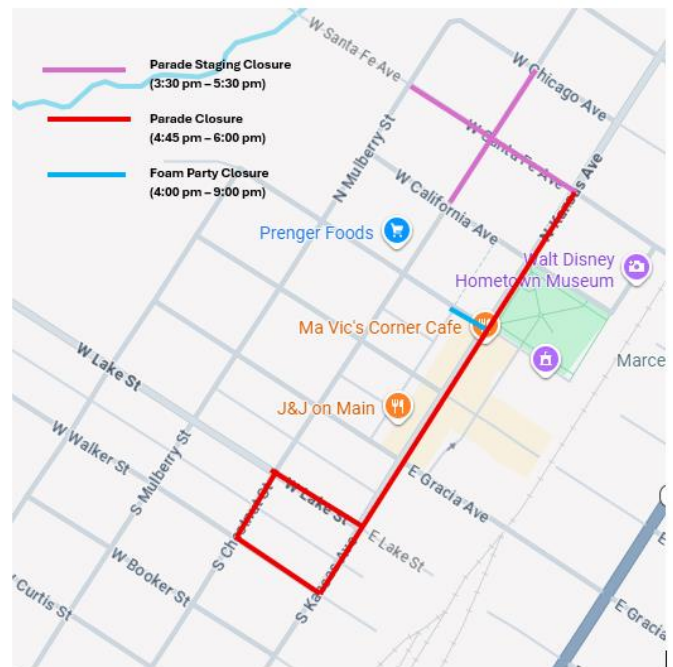 Parade Staging Closure
(3:30 pm – 5:30 pm)
Parade Closure
(4:45 pm – 6:00 pm)
Foam Party Closure
(4:00 pm – 9:00 pm)
W Santa Fe Ave
W Chicago Ave
W Santa Fe Ave
N Mulberry St
W California Ave
N Kansas Ave
Prenger Foods
Walt Disney
Hometown Museum
Ma Vic's Corner Cafe
Marce
W Lake St
J&J on Main
W Walker St
S Mulberry St
E Gracia Ave
W Lake St
S Chestnut St
E Lake St
W Booker St
S Kansas Ave
W Curtis St
E Gracia